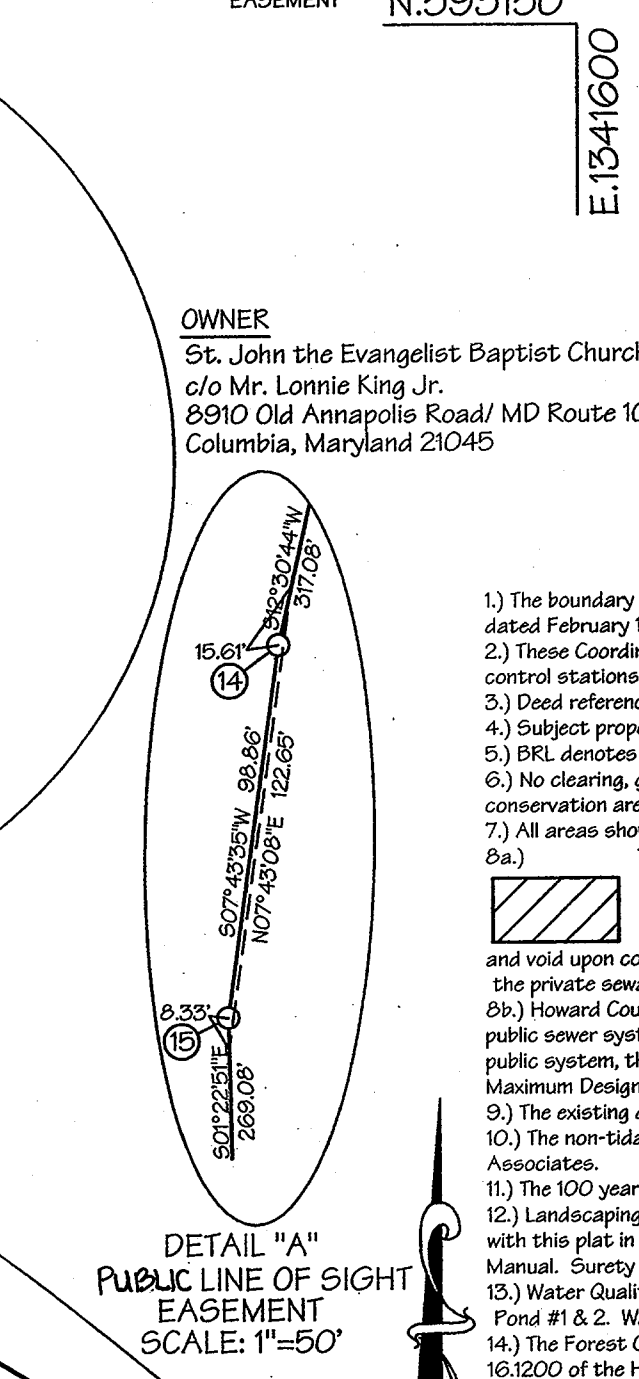 EASEMENT
N.595150
E.1341600
OWNER
St. John the Evangelist Baptist Church
c/o Mr. Lonnie King Jr.
8910 Old Annapolis Road/ MD Route 10
Columbia, Maryland 21045
S12°30'44"W
317.08'
15.61'
14
S07°43'35"W 98.86'
N07°43'08"E 122.65'
8.33'
15
S01°22'51"E
269.08'
DETAIL "A"
PUBLIC LINE OF SIGHT
EASEMENT
SCALE: 1"=50'
1.) The boundary
dated February 1
2.) These Coordin
control stations
3.) Deed referenc
4.) Subject prope
5.) BRL denotes
6.) No clearing, g
conservation are
7.) All areas sho
8a.)
and void upon co
the private sewa
8b.) Howard Cou
public sewer syst
public system, th
Maximum Design
9.) The existing
10.) The non-tida
Associates.
11.) The 100 year
12.) Landscaping
with this plat in
Manual. Surety
13.) Water Qualit
Pond #1 & 2. W
14.) The Forest C
16.1200 of the H